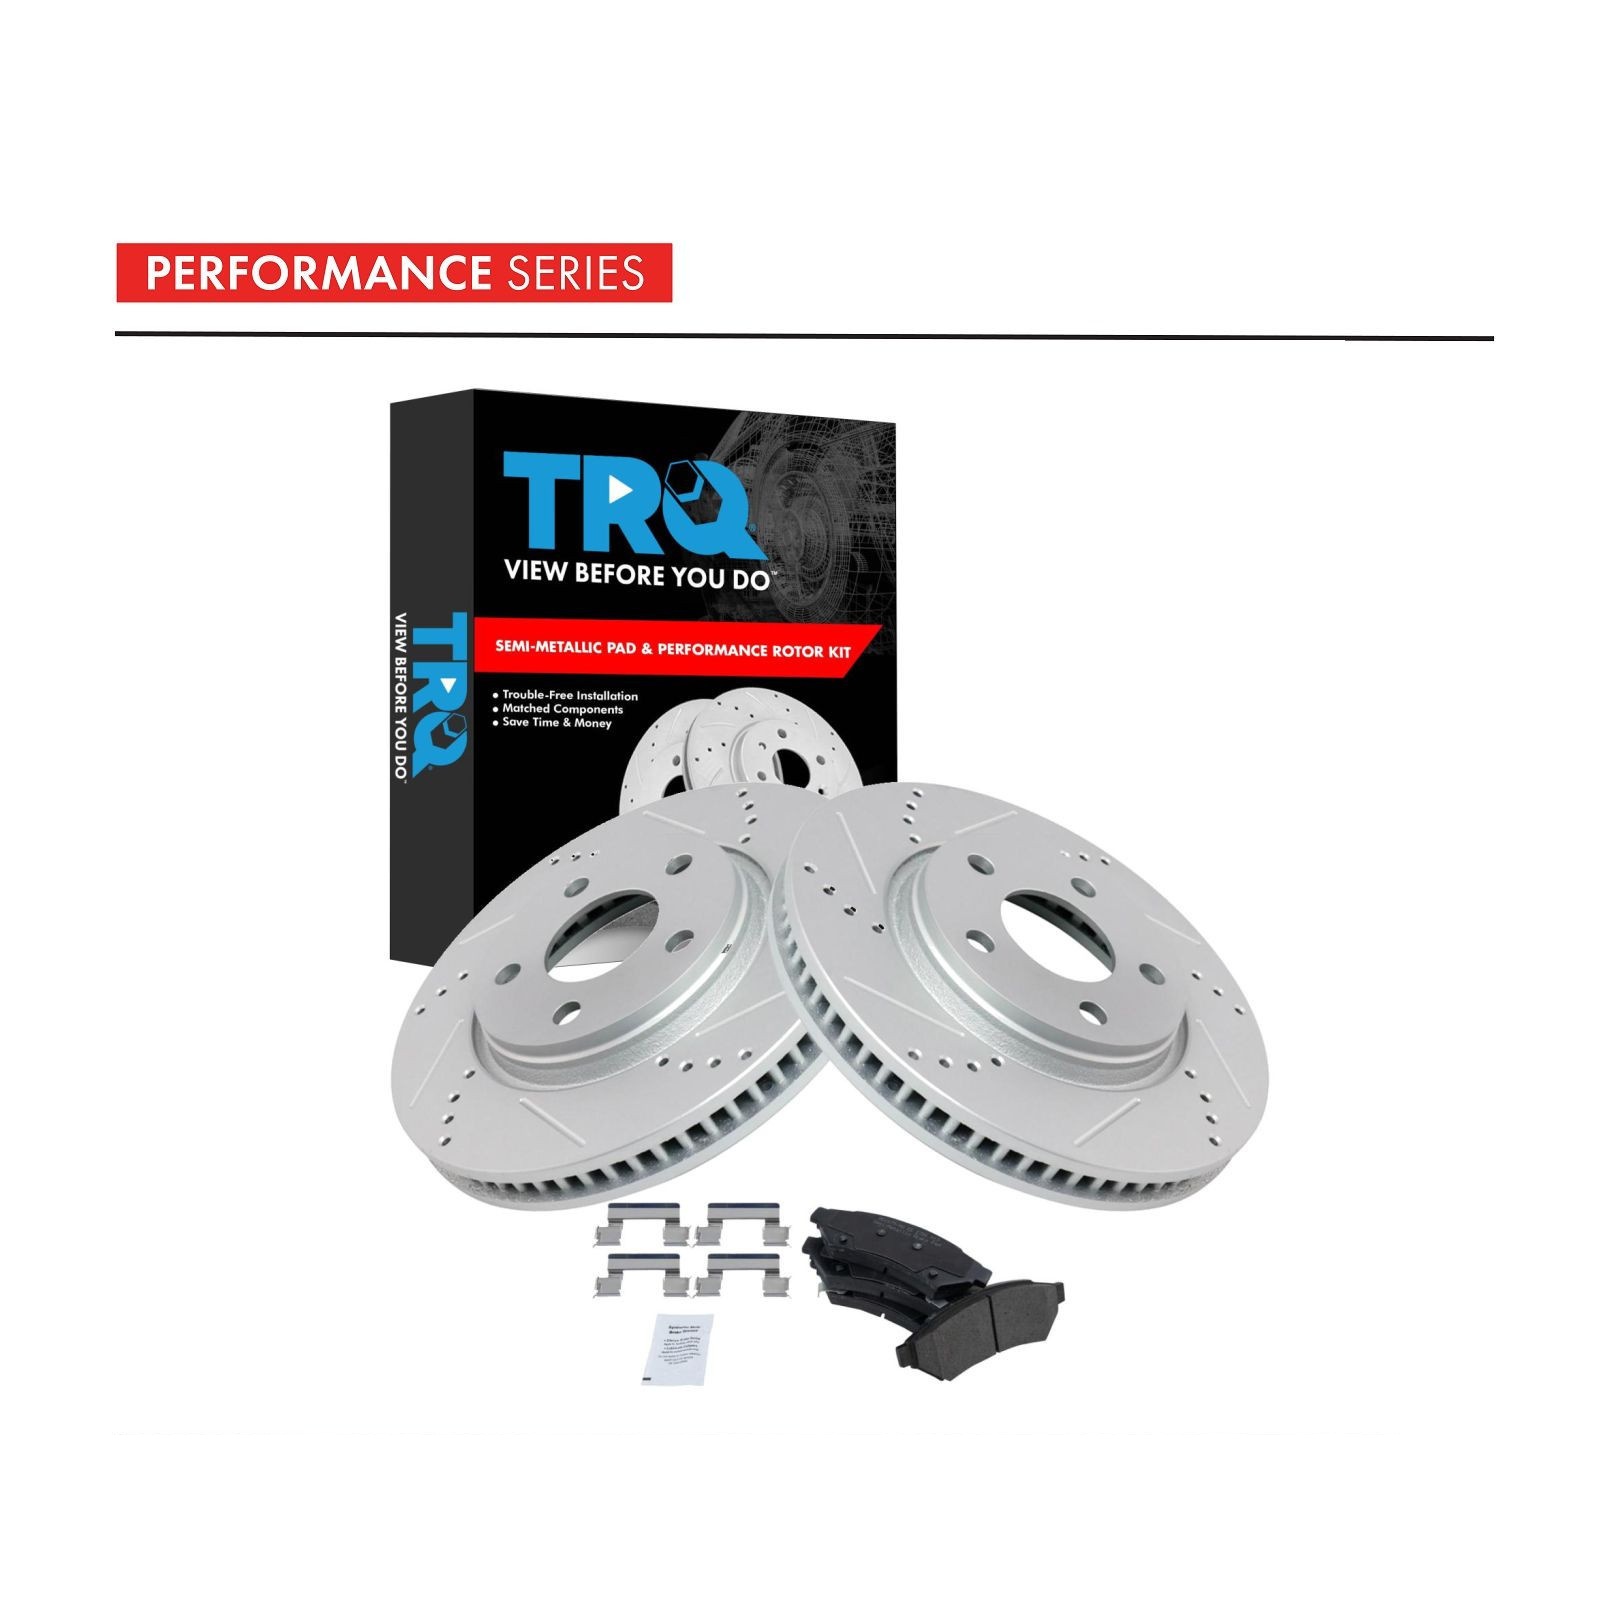 PERFORMANCE SERIES
TRQ®
VIEW BEFORE YOU DO™
SEMI-METALLIC PAD & PERFORMANCE ROTOR KIT
• Trouble-Free Installation
• Matched Components
• Save Time & Money
TRQ
VIEW BEFORE YOU DO™